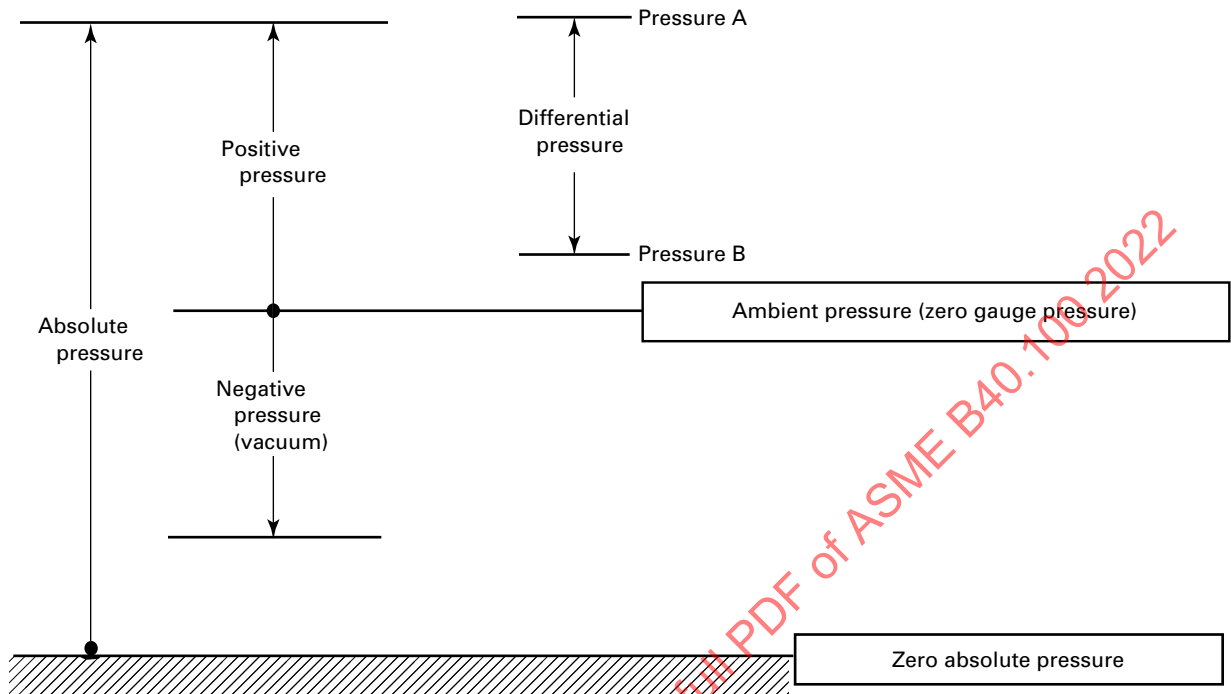 Pressure A
Differential
pressure
Positive
pressure
Pressure B
Ambient pressure (zero gauge pressure)
Absolute
pressure
Negative
pressure
(vacuum)
Zero absolute pressure
full PDF of ASME B40.100 2022